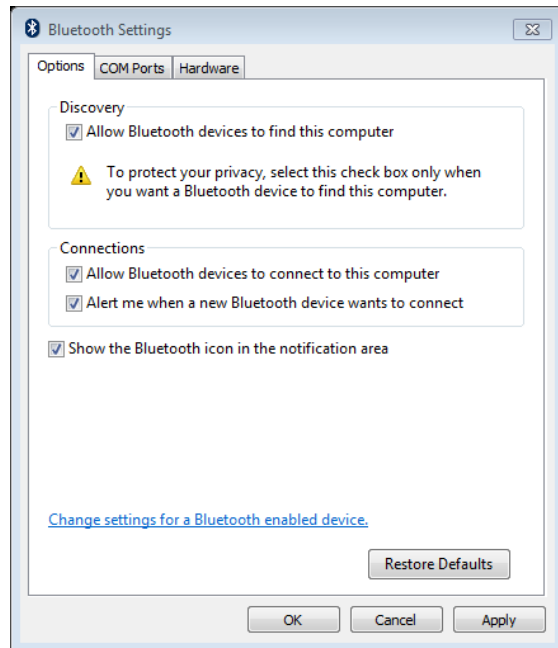 Bluetooth Settings
Options COM Ports Hardware
Discovery
Allow Bluetooth devices to find this computer
To protect your privacy, select this check box only when
you want a Bluetooth device to find this computer.
Connections
Allow Bluetooth devices to connect to this computer
Alert me when a new Bluetooth device wants to connect
Show the Bluetooth icon in the notification area
Change settings for a Bluetooth enabled device.
Restore Defaults
OK Cancel Apply